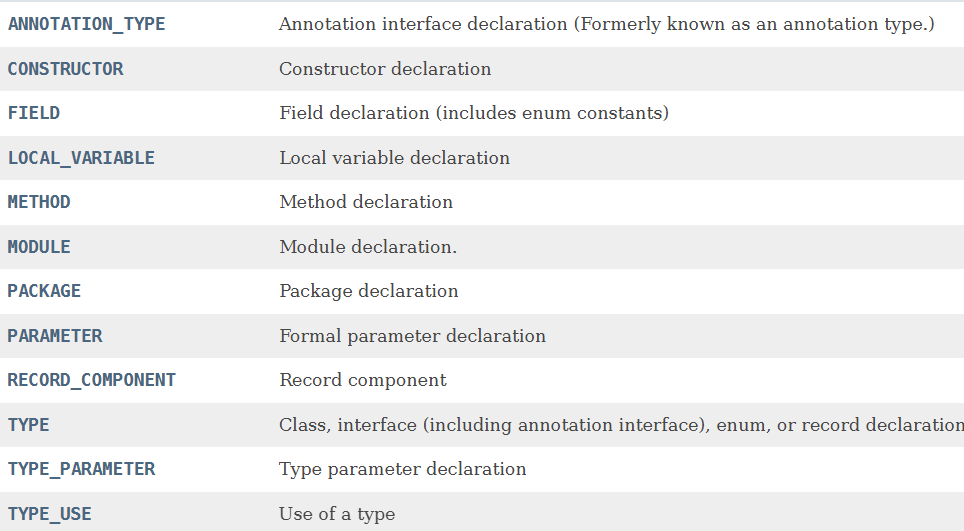 ANNOTATION_TYPE Annotation interface declaration (Formerly known as an annotation type.)
CONSTRUCTOR Constructor declaration
FIELD Field declaration (includes enum constants)
LOCAL_VARIABLE Local variable declaration
METHOD Method declaration
MODULE Module declaration.
PACKAGE Package declaration
PARAMETER Formal parameter declaration
RECORD_COMPONENT Record component
TYPE Class, interface (including annotation interface), enum, or record declaration
TYPE_PARAMETER Type parameter declaration
TYPE_USE Use of a type